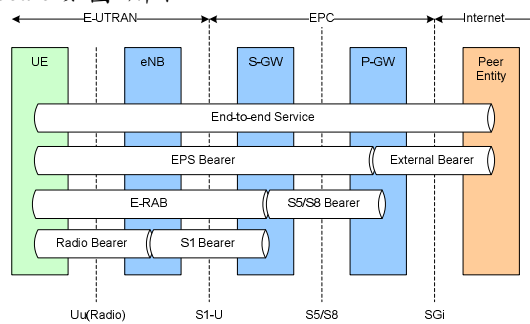 E-UTRAN EPC Internet
UE eNB S-GW P-GW Peer Entity
End-to-end Service
EPS Bearer External Bearer
E-RAB S5/S8 Bearer
Radio Bearer S1 Bearer
Uu(Radio) S1-U S5/S8 SGi